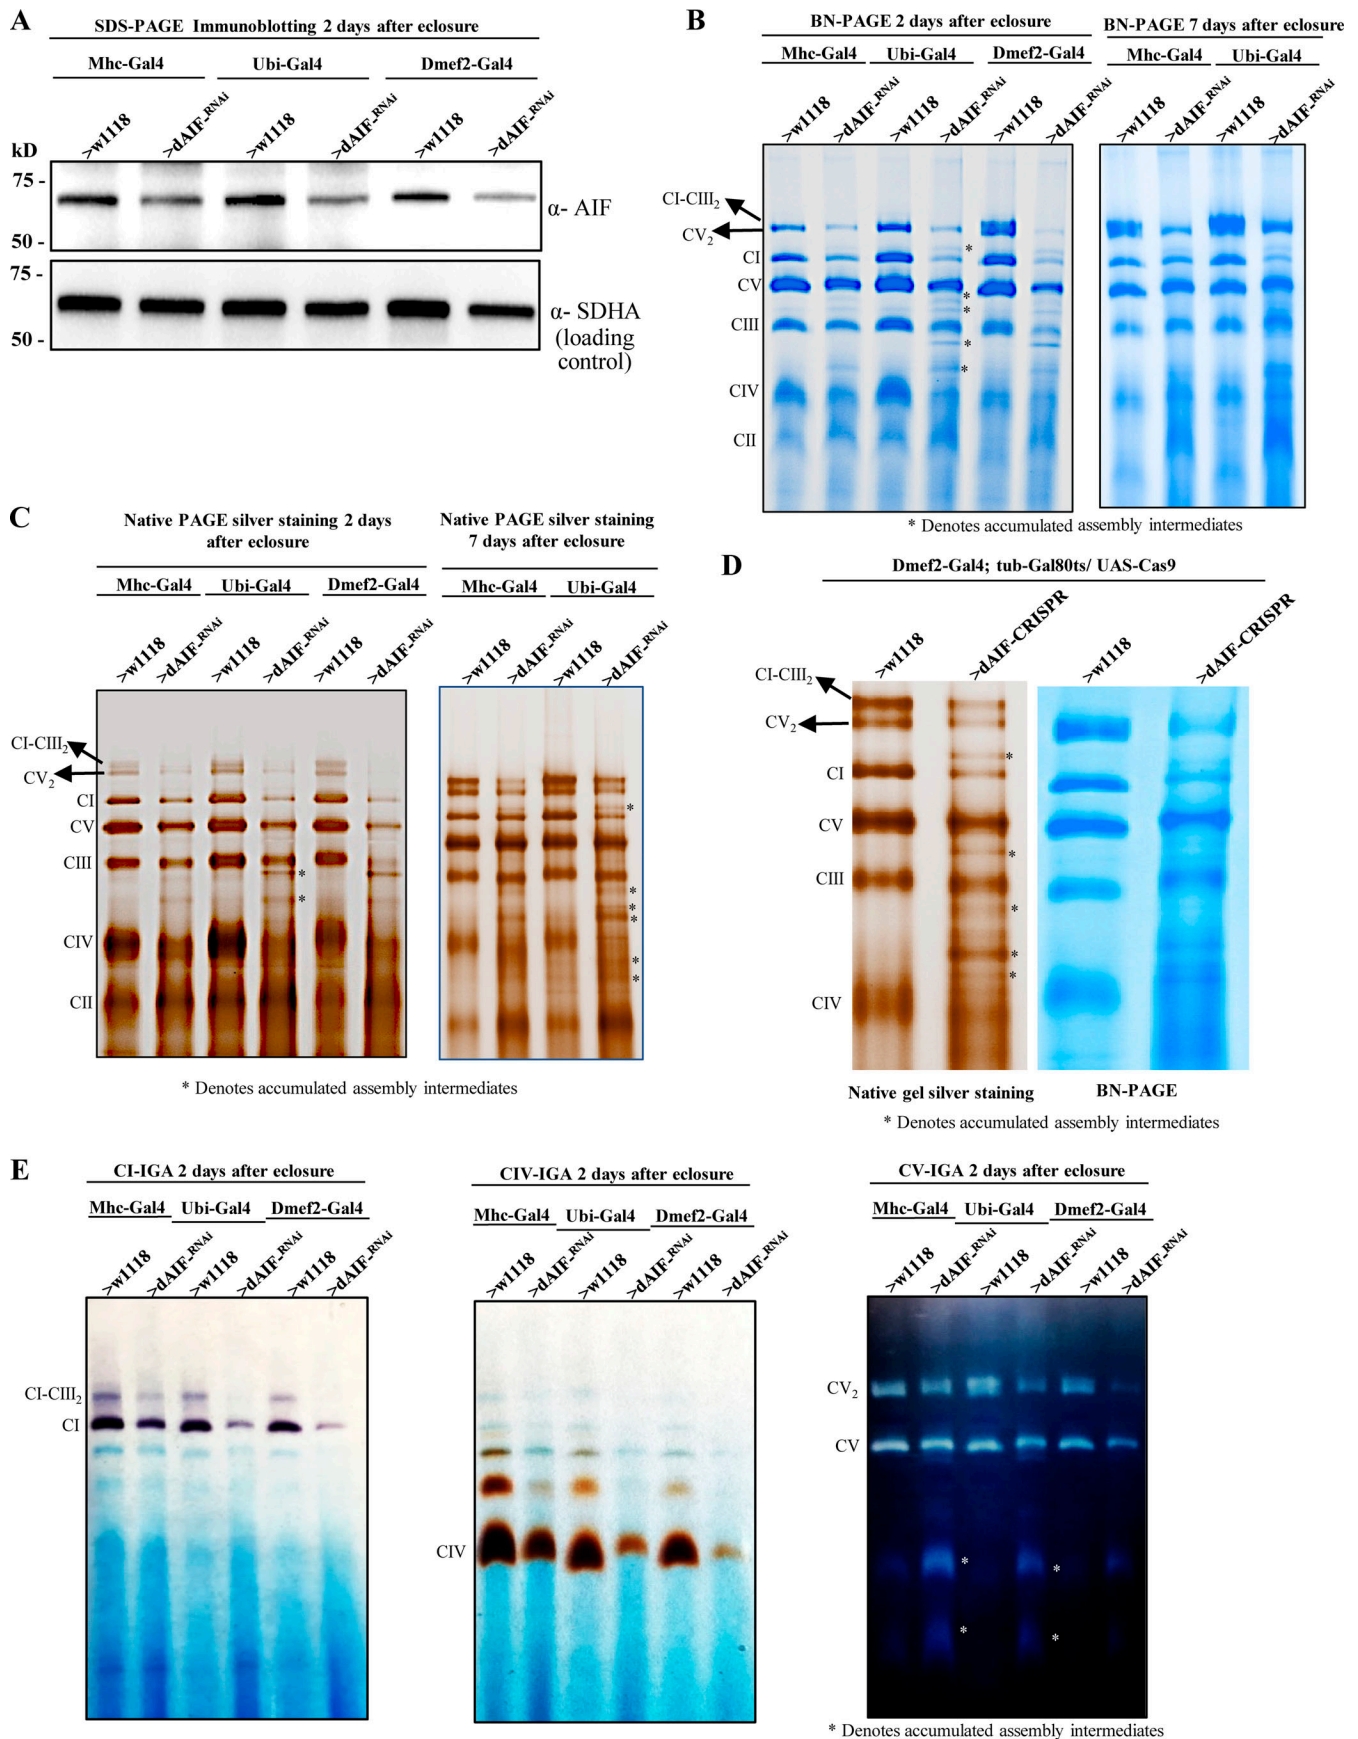 A
SDS-PAGE Immunoblotting 2 days after eclosure
Mhc-Gal4 Ubi-Gal4 Dmef2-Gal4
>w1118 >dAIF-RNAi >w1118 >dAIF-RNAi >w1118 >dAIF-RNAi
kD
75 -
50 -
α- AIF
75 -
50 -
α- SDHA
(loading
control)
B
BN-PAGE 2 days after eclosure BN-PAGE 7 days after eclosure
Mhc-Gal4 Ubi-Gal4 Dmef2-Gal4 Mhc-Gal4 Ubi-Gal4
>w1118 >dAIF-RNAi >w1118 >dAIF-RNAi >w1118 >dAIF-RNAi >w1118 >dAIF-RNAi >w1118 >dAIF-RNAi
CI-CIII2
CV2
CI
*
CV
*
*
CIII
*
*
CIV
CII
* Denotes accumulated assembly intermediates
C
Native PAGE silver staining 2 days
after eclosure
Native PAGE silver staining
7 days after eclosure
Mhc-Gal4 Ubi-Gal4 Dmef2-Gal4 Mhc-Gal4 Ubi-Gal4
>w1118 >dAIF-RNAi >w1118 >dAIF-RNAi >w1118 >dAIF-RNAi >w1118 >dAIF-RNAi >w1118 >dAIF-RNAi
CI-CIII2
CV2
CI
CV
CIII
*
*
CIV
CII
*
*
*
*
*
*
* Denotes accumulated assembly intermediates
D
Dmef2-Gal4; tub-Gal80ts/ UAS-Cas9
>w1118 >dAIF-CRISPR >w1118 >dAIF-CRISPR
CI-CIII2
CV2
*
CI
CV
*
CIII
*
*
*
CIV
Native gel silver staining BN-PAGE
* Denotes accumulated assembly intermediates
E
CI-IGA 2 days after eclosure
Mhc-Gal4 Ubi-Gal4 Dmef2-Gal4
>w1118 >dAIF-RNAi >w1118 >dAIF-RNAi >w1118 >dAIF-RNAi
CI-CIII2
CI
CIV-IGA 2 days after eclosure
Mhc-Gal4 Ubi-Gal4 Dmef2-Gal4
>w1118 >dAIF-RNAi >w1118 >dAIF-RNAi >w1118 >dAIF-RNAi
CIV
CV-IGA 2 days after eclosure
Mhc-Gal4 Ubi-Gal4 Dmef2-Gal4
>w1118 >dAIF-RNAi >w1118 >dAIF-RNAi >w1118 >dAIF-RNAi
CV2
CV
* *
* *
* Denotes accumulated assembly intermediates